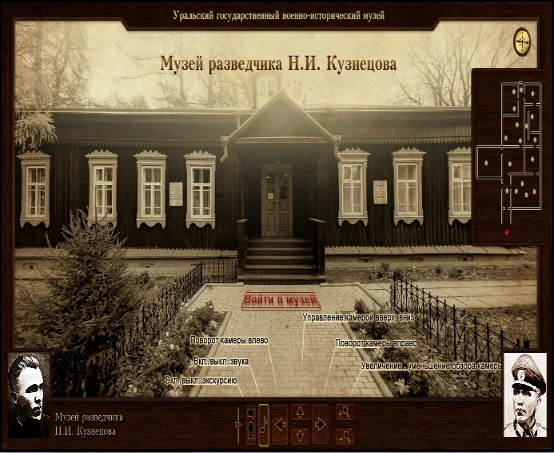 Уральский государственный военно-исторический музей
Музей разведчика Н.И. Кузнецова
Войти в музей
Управление камерой вверх, вниз
Поворот камеры влево
Поворот камеры вправо
Вкл./выкл. звука
Увеличение, уменьшение обзора камеры
Вкл./выкл. экскурсию
Музей разведчика
Н.И. Кузнецова